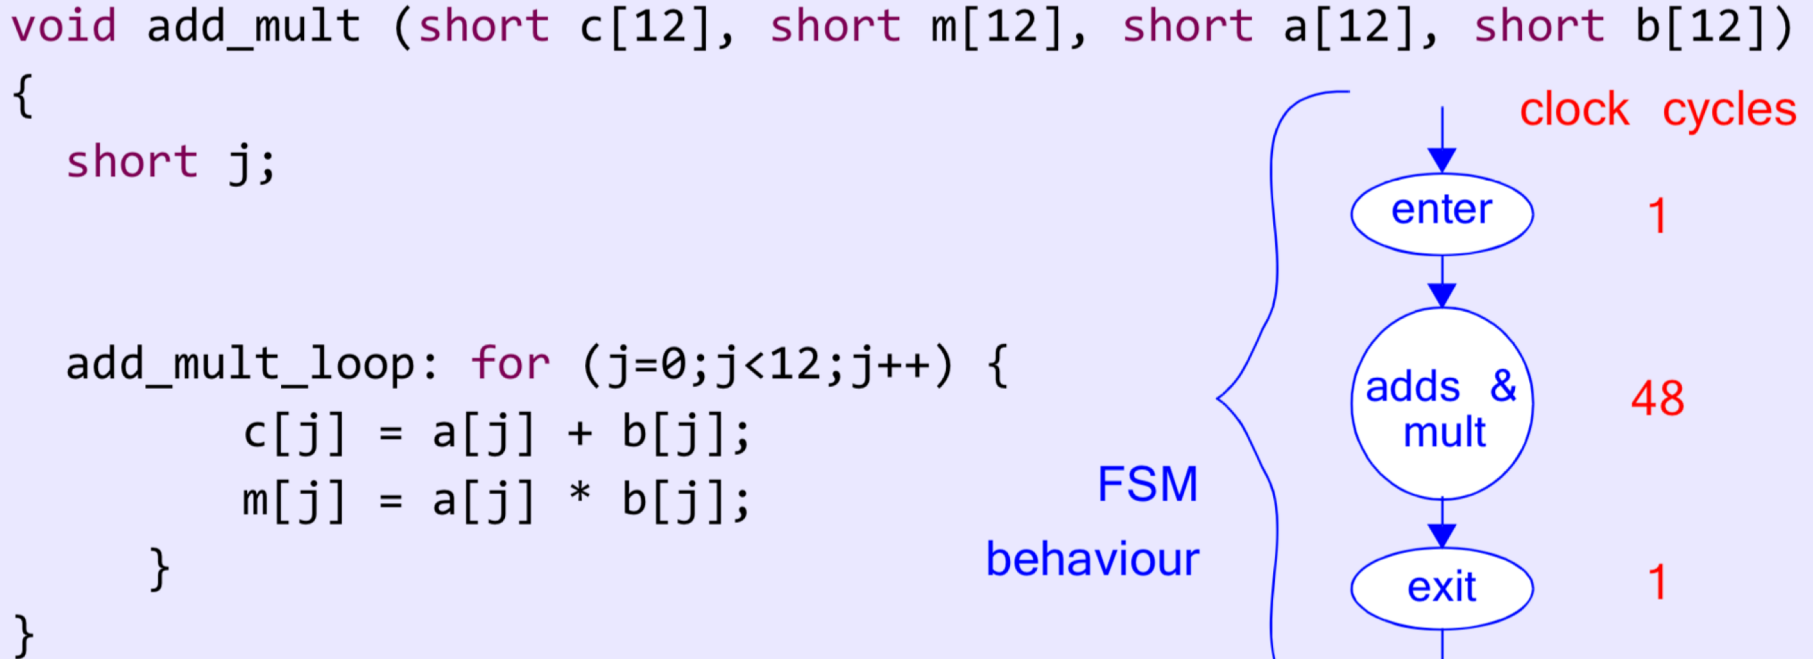 void add_mult (short c[12], short m[12], short a[12], short b[12])
{
short j;
add_mult_loop: for (j=0;j<12;j++) {
c[j] = a[j] + b[j];
m[j] = a[j] * b[j];
}
}
FSM
behaviour
clock cycles
enter
1
adds &
mult
48
exit
1